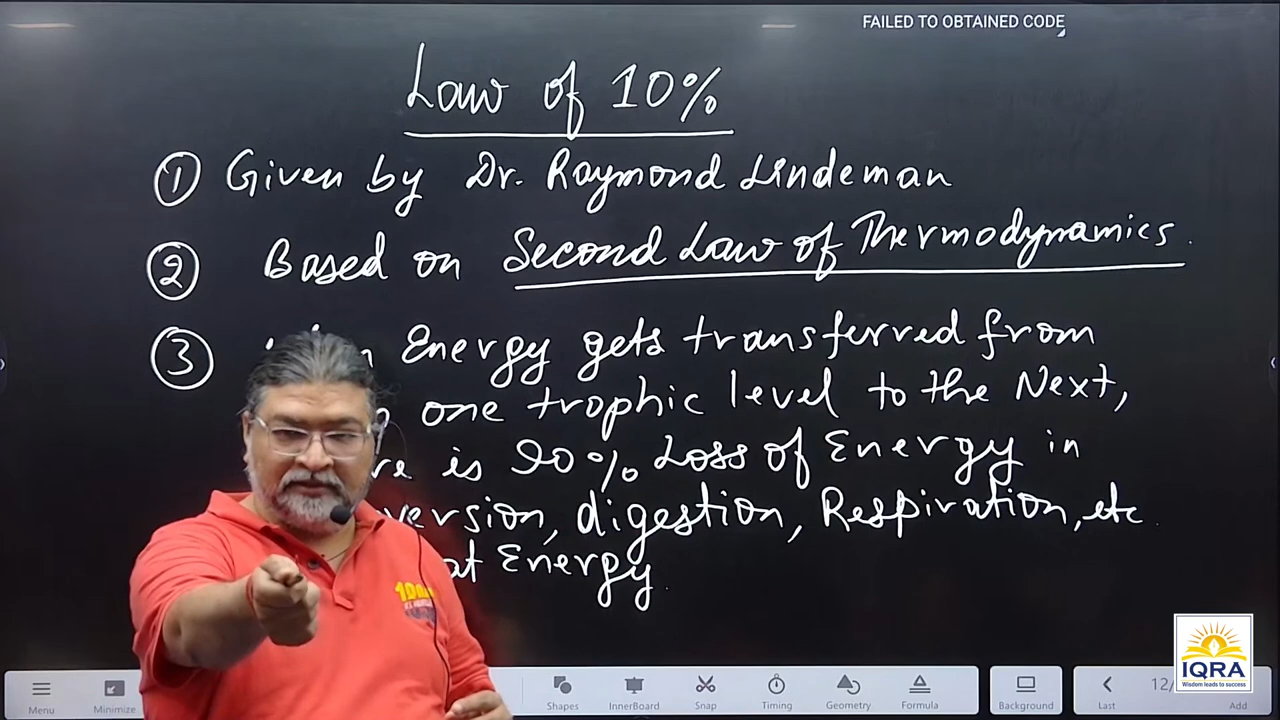 FAILED TO OBTAINED CODE
Law of 10%
① Given by Dr. Raymond Lindeman
② Based on Second Law of Thermodynamics.
③ Energy gets transferred from
one trophic level to the Next,
is 90% Loss of Energy in
version, digestion, Respiration, etc.
at Energy.
IQRA
Wisdom leads to success
Menu
Minimize
Shapes
InnerBoard
Snap
Timing
Geometry
Formula
Background
Last
12/
Add